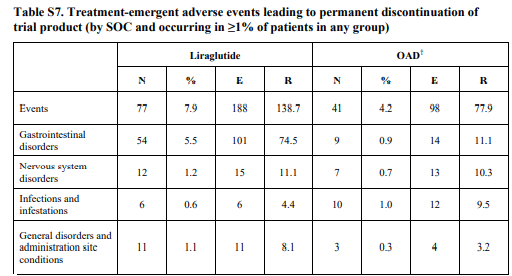 Table S7. Treatment-emergent adverse events leading to permanent discontinuation of
trial product (by SOC and occurring in ≥1% of patients in any group)
Liraglutide OAD†
N % E R N % E R
Events 77 7.9 188 138.7 41 4.2 98 77.9
Gastrointestinal
disorders 54 5.5 101 74.5 9 0.9 14 11.1
Nervous system
disorders 12 1.2 15 11.1 7 0.7 13 10.3
Infections and
infestations 6 0.6 6 4.4 10 1.0 12 9.5
General disorders and
administration site 11 1.1 11 8.1 3 0.3 4 3.2
conditions